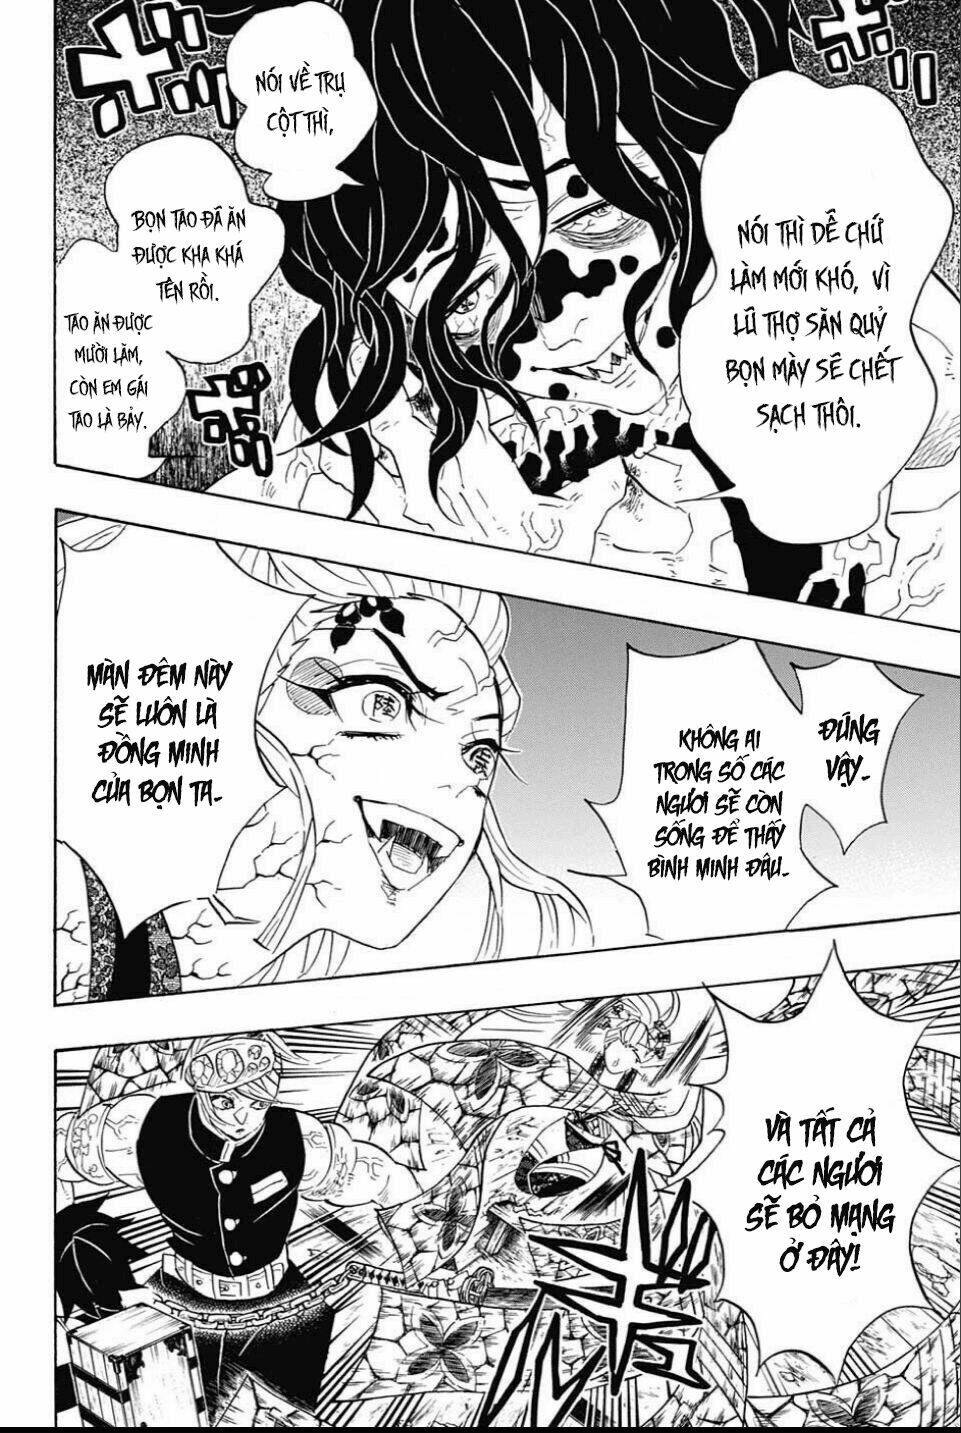 NÓI THÌ DỄ CHỨ
LÀM MỚI KHÓ, VÌ
LŨ THỢ SĂN QUỶ
BỌN MÀY SẼ CHẾT
SẠCH THÔI.
NÓI VỀ TRỤ
CỘT THÌ,
BỌN TAO ĐÃ ĂN
ĐƯỢC KHA KHÁ
TÊN RỒI.
TAO ĂN ĐƯỢC
MƯỜI LĂM,
CÒN EM GÁI
TAO LÀ BẢY.
ĐÚNG
VẬY_
KHÔNG AI
TRONG SỐ CÁC
NGƯƠI SẼ CÒN
SỐNG ĐỂ THẤY
BÌNH MINH ĐÂU_
MÀN ĐÊM NÀY
SẼ LUÔN LÀ
ĐỒNG MINH
CỦA BỌN TA_
VÀ TẤT CẢ
CÁC NGƯƠI
SẼ BỎ MẠNG
Ở ĐÂY!